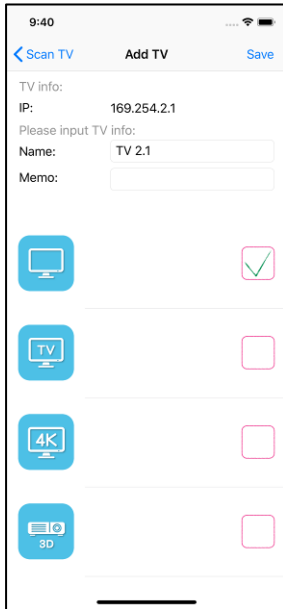 9:40
Scan TV Add TV Save
TV info:
IP: 169.254.2.1
Please input TV info:
Name: TV 2.1
Memo:
TV
4K
3D